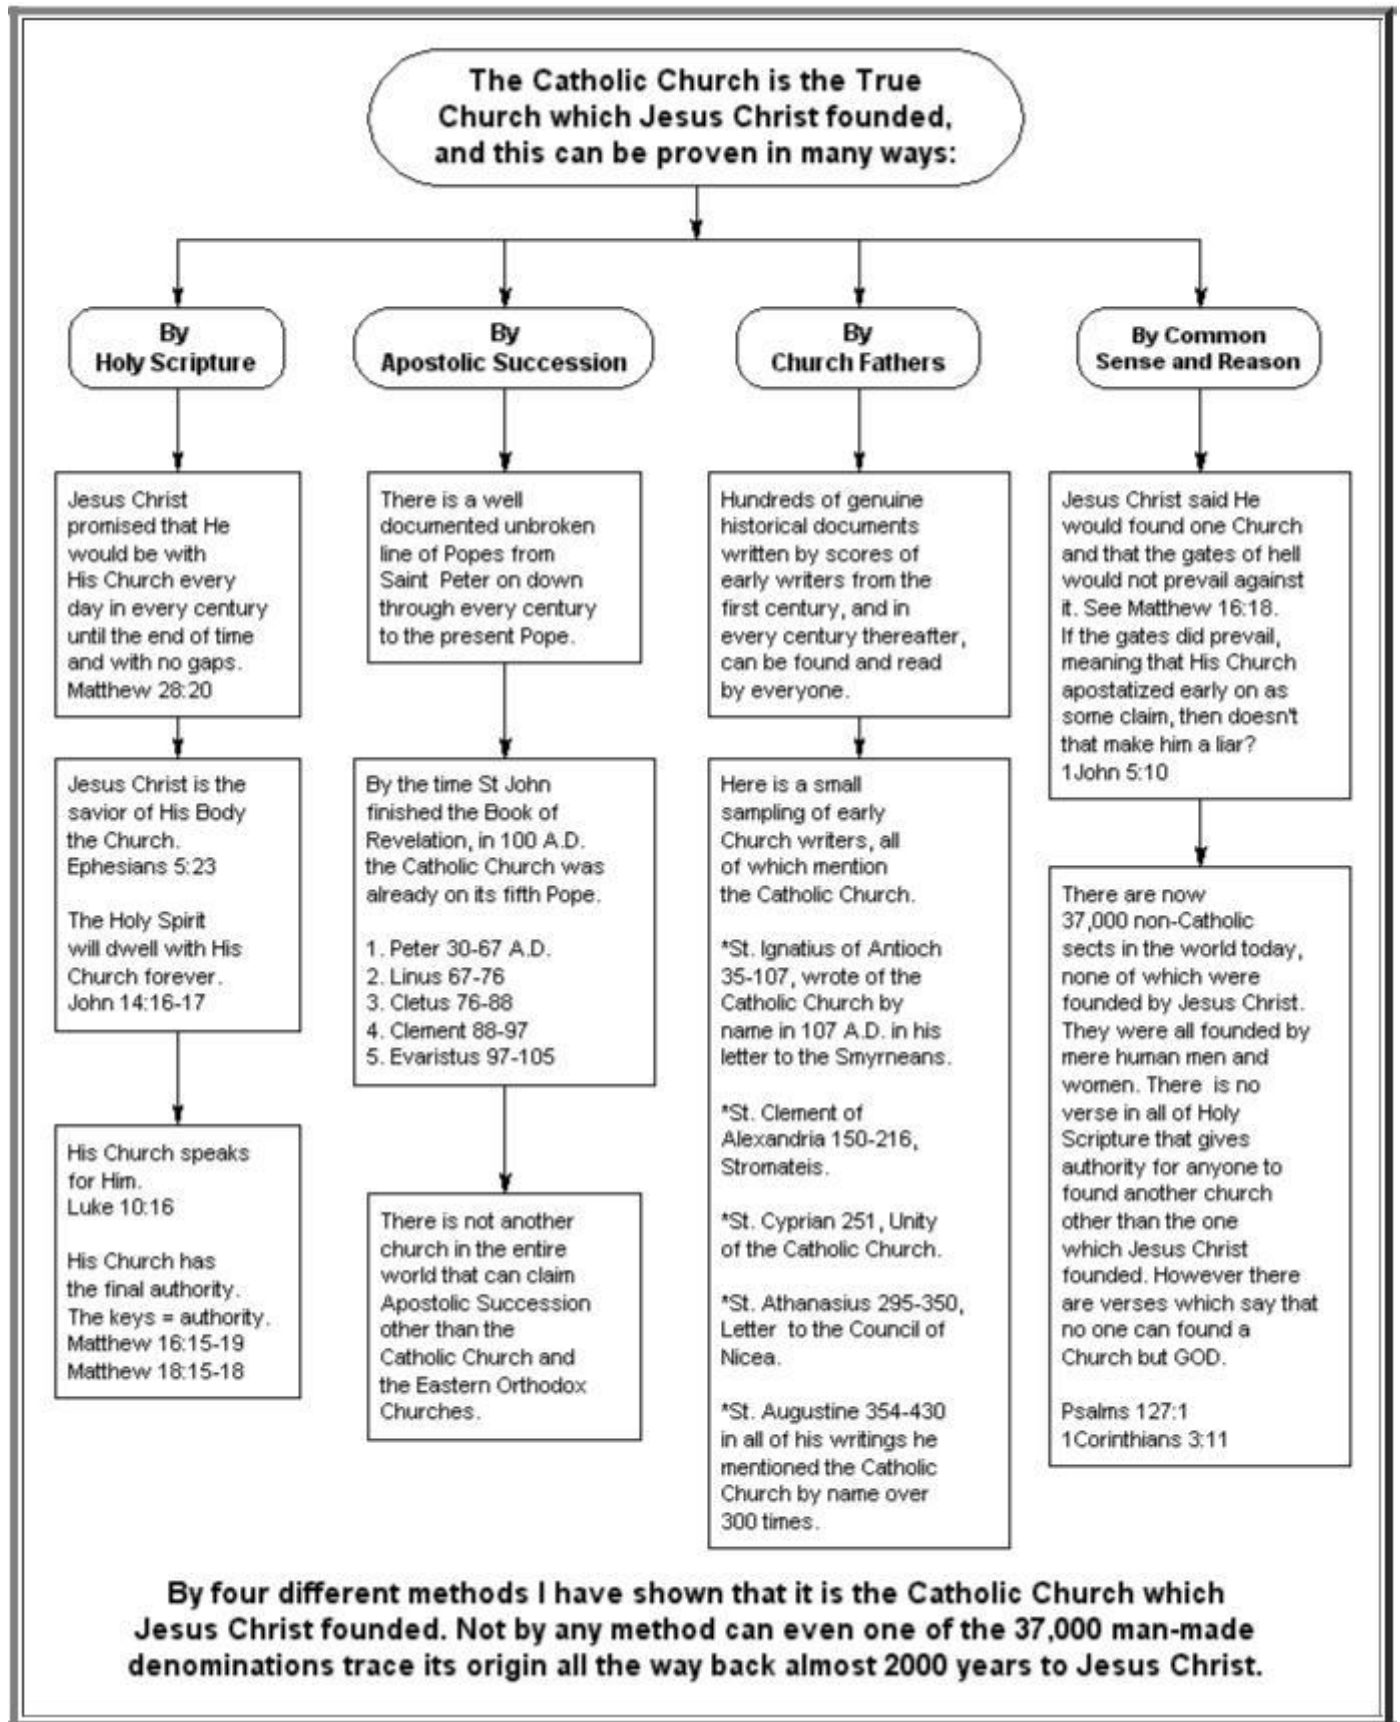 The Catholic Church is the True
Church which Jesus Christ founded,
and this can be proven in many ways:
By
Holy Scripture
Jesus Christ
promised that He
would be with
His Church every
day in every century
until the end of time
and with no gaps.
Matthew 28:20
Jesus Christ is the
savior of His Body
the Church.
Ephesians 5:23
The Holy Spirit
will dwell with His
Church forever.
John 14:16-17
His Church speaks
for Him.
Luke 10:16
His Church has
the final authority.
The keys = authority.
Matthew 16:15-19
Matthew 18:15-18
By
Apostolic Succession
There is a well
documented unbroken
line of Popes from
Saint  Peter on down
through every century
to the present Pope.
By the time St John
finished the Book of
Revelation, in 100 A.D.
the Catholic Church was
already on its fifth Pope.
1. Peter 30-67 A.D.
2. Linus 67-76
3. Cletus 76-88
4. Clement 88-97
5. Evaristus 97-105
There is not another
church in the entire
world that can claim
Apostolic Succession
other than the
Catholic Church and
the Eastern Orthodox
Churches.
By
Church Fathers
Hundreds of genuine
historical documents
written by scores of
early writers from the
first century, and in
every century thereafter,
can be found and read
by everyone.
Here is a small
sampling of early
Church writers, all
of which mention
the Catholic Church.
*St. Ignatius of Antioch
35-107, wrote of the
Catholic Church by
name in 107 A.D. in his
letter to the Smyrneans.
*St. Clement of
Alexandria 150-216,
Stromateis.
*St. Cyprian 251, Unity
of the Catholic Church.
*St. Athanasius 295-350,
Letter  to the Council of
Nicea.
*St. Augustine 354-430
in all of his writings he
mentioned the Catholic
Church by name over
300 times.
By Common
Sense and Reason
Jesus Christ said He
would found one Church
and that the gates of hell
would not prevail against
it. See Matthew 16:18.
If the gates did prevail,
meaning that His Church
apostatized early on as
some claim, then doesn't
that make him a liar?
1John 5:10
There are now
37,000 non-Catholic
sects in the world today,
none of which were
founded by Jesus Christ.
They were all founded by
mere human men and
women. There  is no
verse in all of Holy
Scripture that gives
authority for anyone to
found another church
other than the one
which Jesus Christ
founded. However there
are verses which say that
no one can found a
Church but GOD.
Psalms 127:1
1Corinthians 3:11
By four different methods I have shown that it is the Catholic Church which
Jesus Christ founded. Not by any method can even one of the 37,000 man-made
denominations trace its origin all the way back almost 2000 years to Jesus Christ.